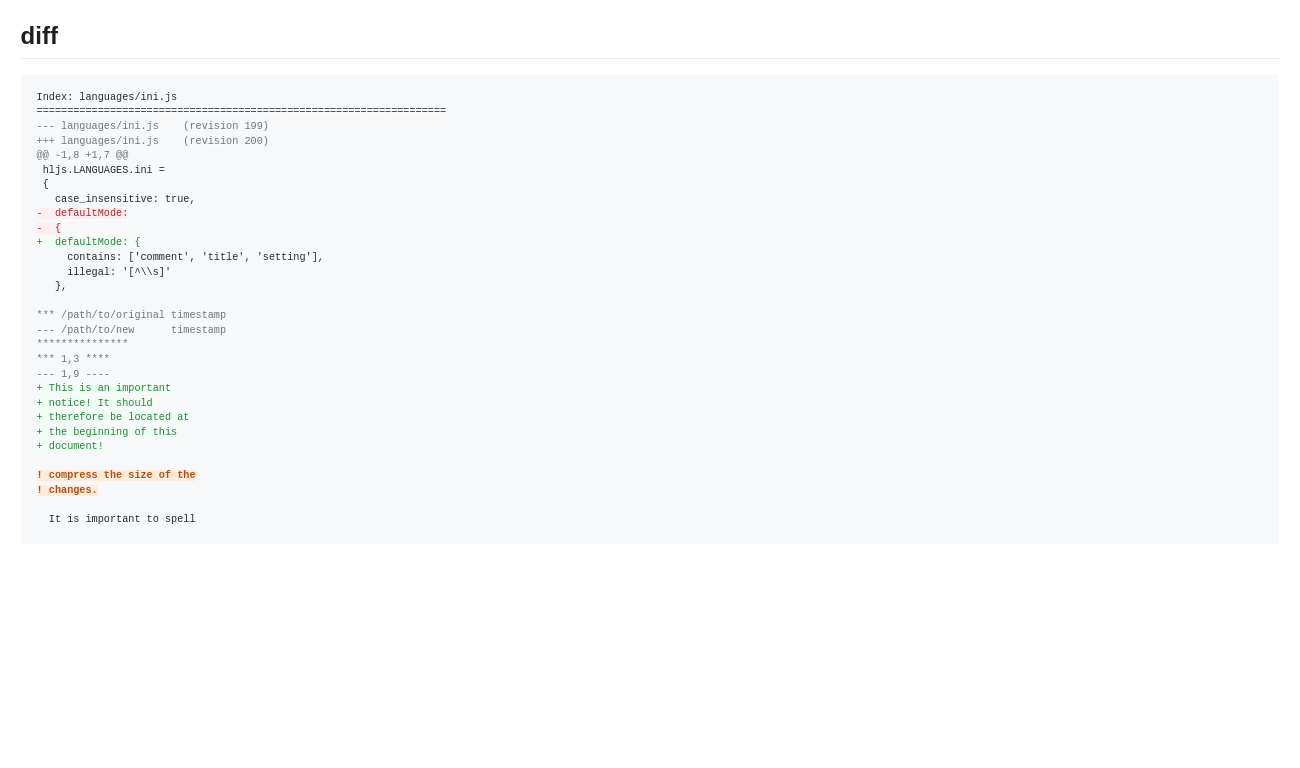 diff
Index: languages/ini.js
===================================================================
--- languages/ini.js    (revision 199)
+++ languages/ini.js    (revision 200)
@@ -1,8 +1,7 @@
 hljs.LANGUAGES.ini =
 {
   case_insensitive: true,
-  defaultMode:
-  {
+  defaultMode: {
     contains: ['comment', 'title', 'setting'],
     illegal: '[^\\s]'
   },

*** /path/to/original timestamp
--- /path/to/new      timestamp
***************
*** 1,3 ****
--- 1,9 ----
+ This is an important
+ notice! It should
+ therefore be located at
+ the beginning of this
+ document!

! compress the size of the
! changes.

  It is important to spell